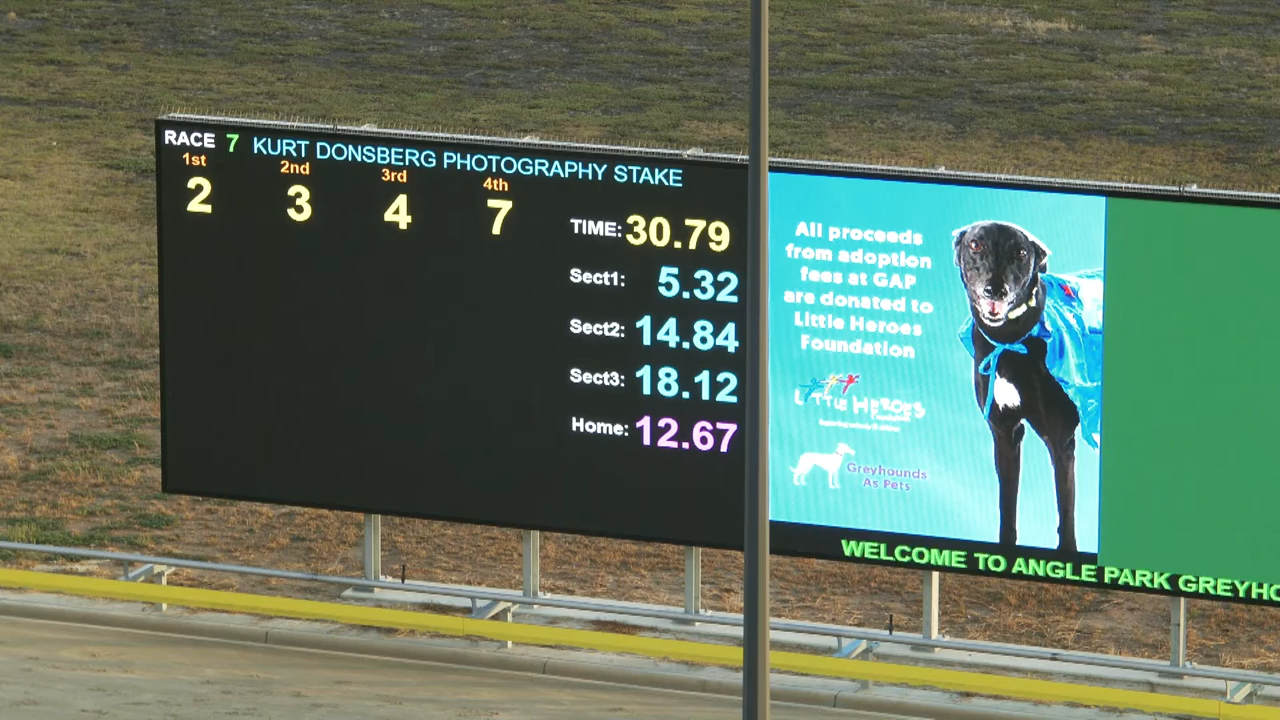 RACE 7 KURT DONSBERG PHOTOGRAPHY STAKE
1st 2nd 3rd 4th
2 3 4 7
TIME: 30.79
Sect1: 5.32
Sect2: 14.84
Sect3: 18.12
Home: 12.67
All proceeds
from adoption
fees at GAP
are donated to
Little Heroes
Foundation
LITTLE HEROES
Greyhounds
As Pets
WELCOME TO ANGLE PARK GREYHO